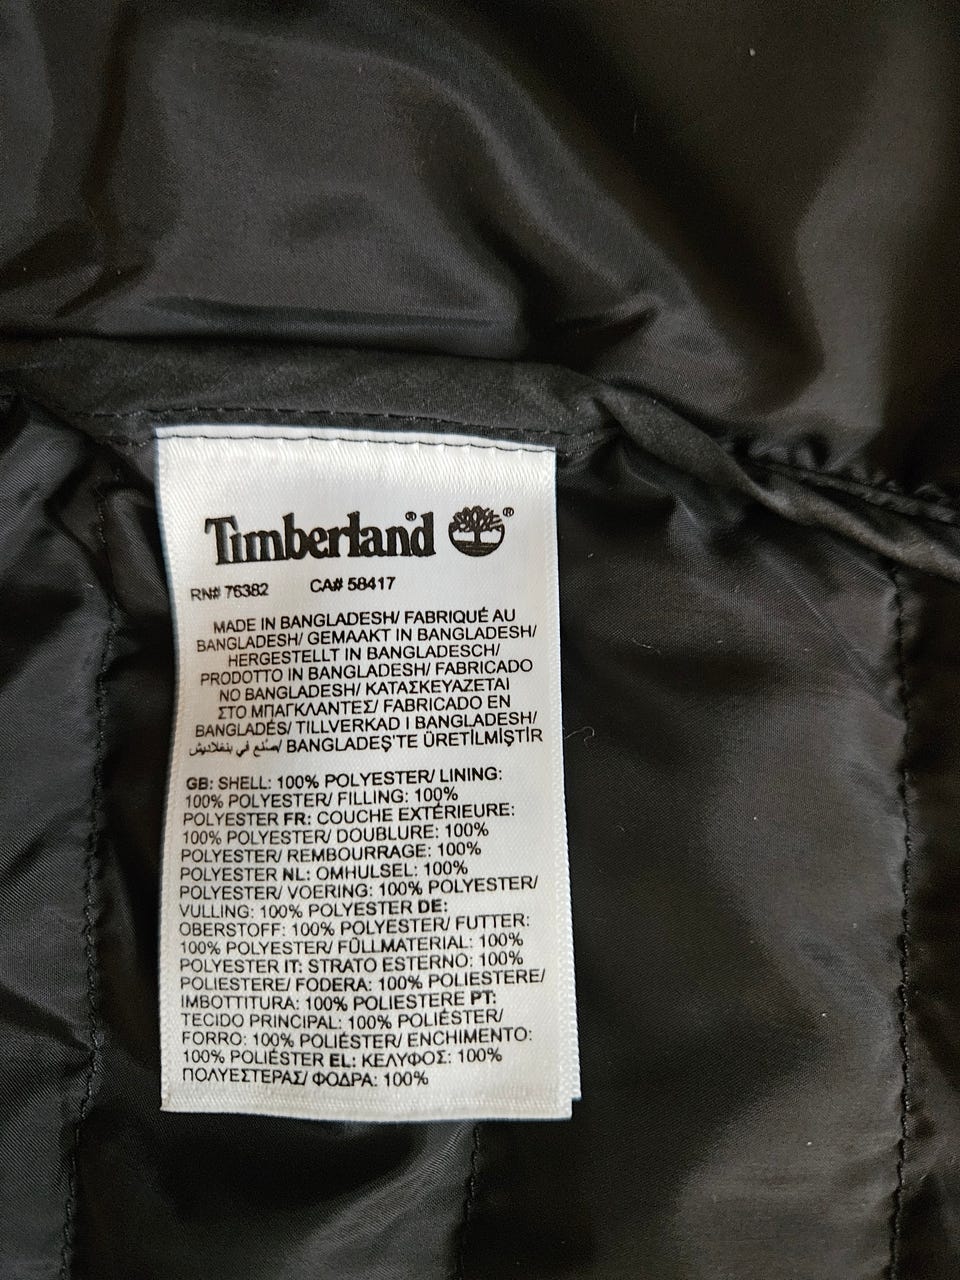 Timberland® ®
RN# 76382 CA# 58417
MADE IN BANGLADESH/ FABRIQUÉ AU
BANGLADESH/ GEMAAKT IN BANGLADESH/
HERGESTELLT IN BANGLADESCH/
PRODOTTO IN BANGLADESH/ FABRICADO
NO BANGLADESH/ ΚΑΤΑΣΚΕΥΑΖΕΤΑΙ
ΣΤΟ ΜΠΑΓΚΛΑΝΤΕΣ/ FABRICADO EN
BANGLADÉS/ TILLVERKAD I BANGLADESH/
صنع في بنغلاديش/ BANGLADEŞ'TE ÜRETİLMİŞTİR
GB: SHELL: 100% POLYESTER/ LINING:
100% POLYESTER/ FILLING: 100%
POLYESTER FR: COUCHE EXTÉRIEURE:
100% POLYESTER/ DOUBLURE: 100%
POLYESTER/ REMBOURRAGE: 100%
POLYESTER NL: OMHULSEL: 100%
POLYESTER/ VOERING: 100% POLYESTER/
VULLING: 100% POLYESTER DE:
OBERSTOFF: 100% POLYESTER/ FUTTER:
100% POLYESTER/ FÜLLMATERIAL: 100%
POLYESTER IT: STRATO ESTERNO: 100%
POLIESTERE/ FODERA: 100% POLIESTERE/
IMBOTTITURA: 100% POLIESTERE PT:
TECIDO PRINCIPAL: 100% POLIÉSTER/
FORRO: 100% POLIÉSTER/ ENCHIMENTO:
100% POLIÉSTER EL: ΚΕΛΥΦΟΣ: 100%
ΠΟΛΥΕΣΤΕΡΑΣ/ ΦΟΔΡΑ: 100%